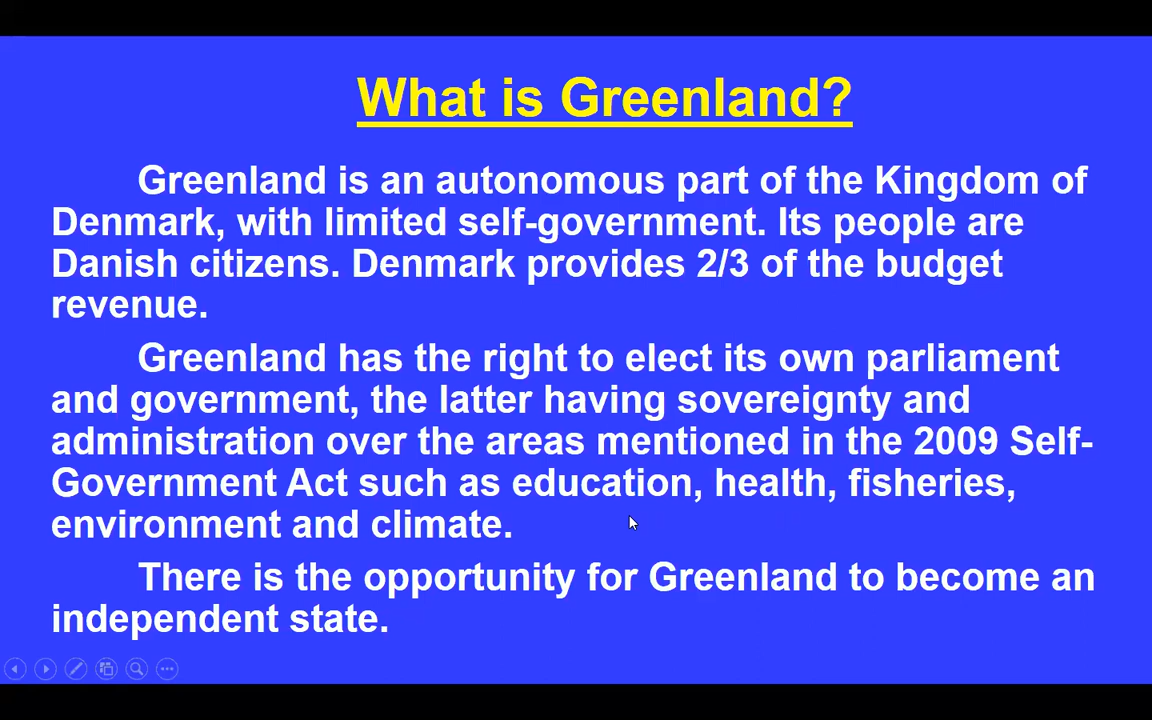 What is Greenland?
Greenland is an autonomous part of the Kingdom of
Denmark, with limited self-government. Its people are
Danish citizens. Denmark provides 2/3 of the budget
revenue.
Greenland has the right to elect its own parliament
and government, the latter having sovereignty and
administration over the areas mentioned in the 2009 Self-
Government Act such as education, health, fisheries,
environment and climate.
There is the opportunity for Greenland to become an
independent state.